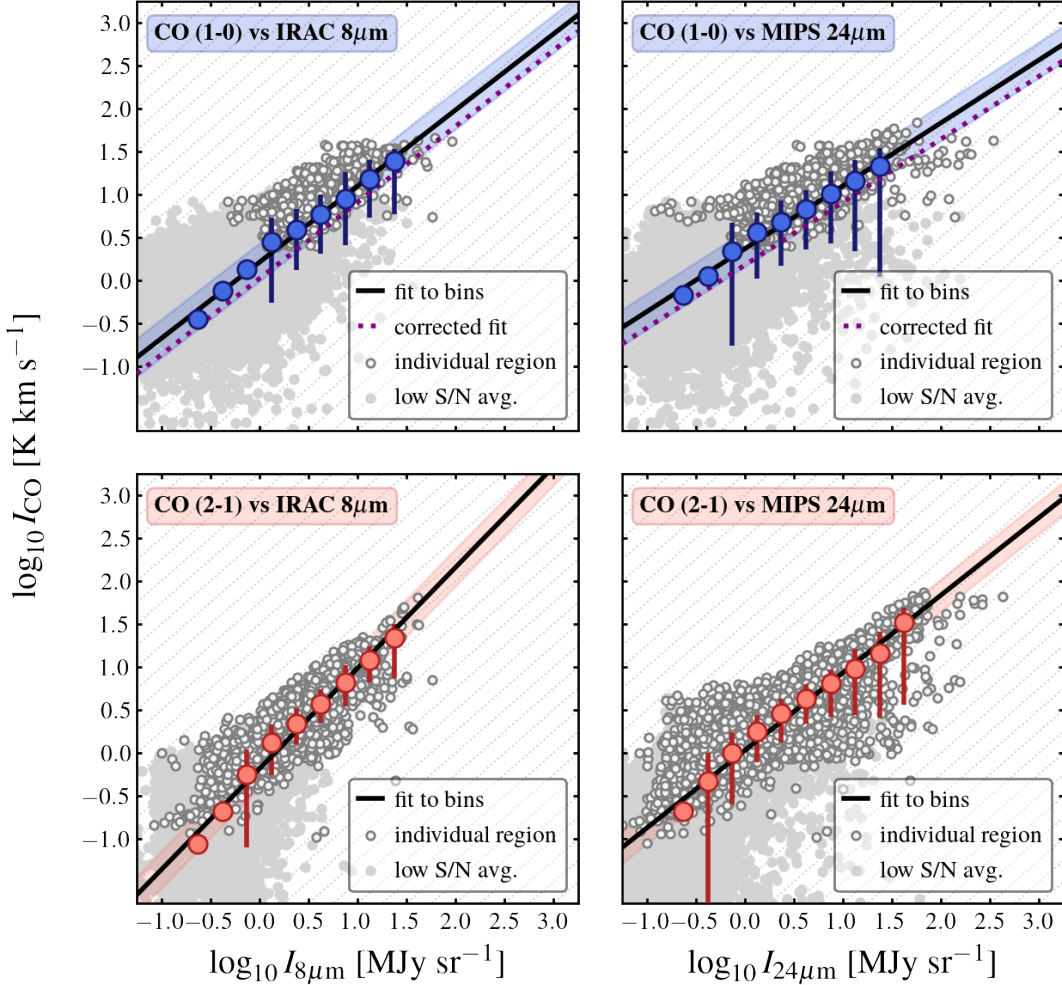 CO (1-0) vs IRAC 8μm
CO (1-0) vs MIPS 24μm
3.0
2.5
2.0
1.5
1.0
0.5
0.0
−0.5
−1.0
fit to bins
corrected fit
individual region
low S/N avg.
fit to bins
corrected fit
individual region
low S/N avg.
log₁₀ I_CO [K km s⁻¹]
CO (2-1) vs IRAC 8μm
CO (2-1) vs MIPS 24μm
3.0
2.5
2.0
1.5
1.0
0.5
0.0
−0.5
−1.0
fit to bins
individual region
low S/N avg.
fit to bins
individual region
low S/N avg.
−1.0 −0.5 0.0 0.5 1.0 1.5 2.0 2.5 3.0
−1.0 −0.5 0.0 0.5 1.0 1.5 2.0 2.5 3.0
log₁₀ I_8μm [MJy sr⁻¹]
log₁₀ I_24μm [MJy sr⁻¹]